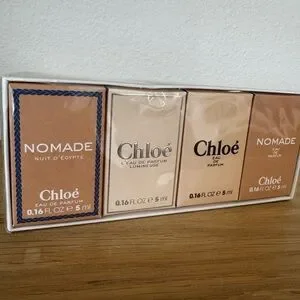 NOMADE
NUIT D'ÉGYPTE
Chloé
EAU DE PARFUM
0.16 FL OZ ℮ 5 ml
Chloé
L'EAU DE PARFUM
LUMINEUSE
0.16 FL OZ ℮ 5 ml
Chloé
EAU
DE
PARFUM
0.16 FL OZ ℮ 5 ml
NOMADE
EAU
DE
PARFUM
Chloé
0.16 FL OZ ℮ 5 ml